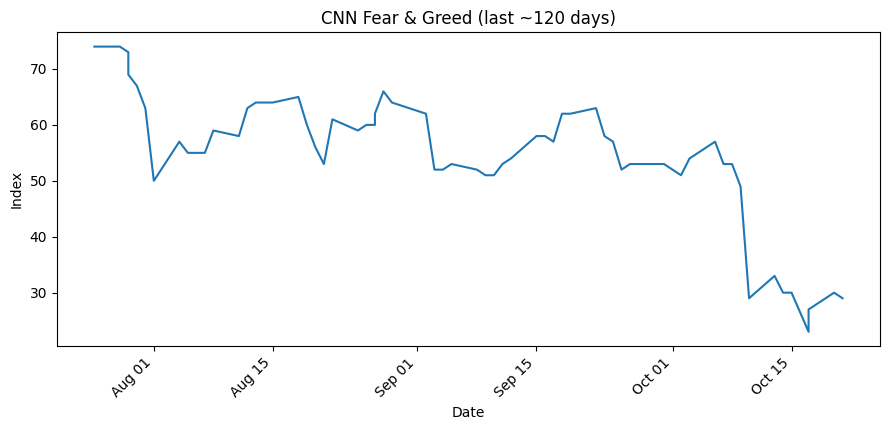 CNN Fear & Greed (last ~120 days)
Index
70
60
50
40
30
Aug 01
Aug 15
Sep 01
Sep 15
Oct 01
Oct 15
Date